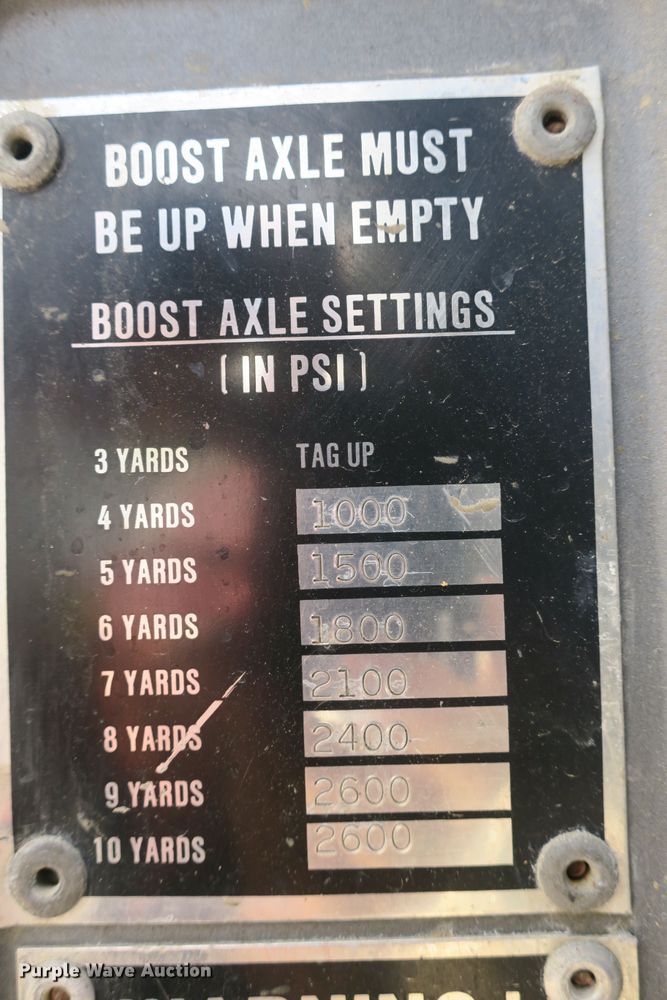 BOOST AXLE MUST
BE UP WHEN EMPTY
BOOST AXLE SETTINGS
(IN PSI)
3 YARDS TAG UP
4 YARDS 1000
5 YARDS 1500
6 YARDS 1800
7 YARDS 2100
8 YARDS 2400
9 YARDS 2600
10 YARDS 2600
Purple Wave Auction